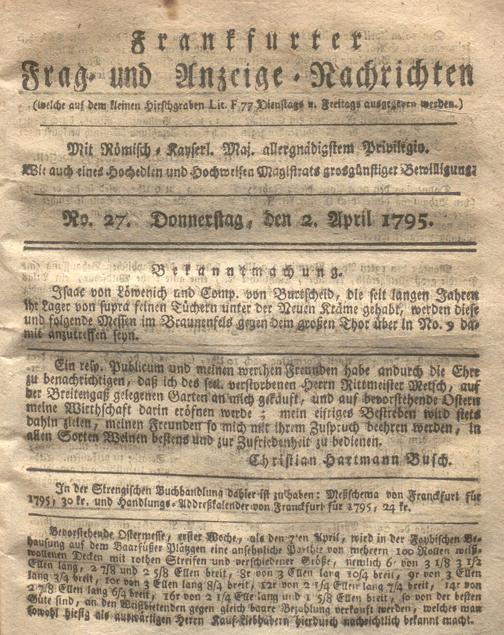 Frankfurter
Frag- und Anzeige-Nachrichten
(welche auf dem kleinen Hirschgraben Lit. F 77 Dienstags u. Freitags ausgegeben werden.)
Mit Römisch-Kayserl. Maj. allergnädigstem Privilegio.
Wie auch eines Hochedlen und Hochweisen Magistrats grosgünstiger Bewilligung.
No. 27. Donnerstag, den 2. April 1795.
Bekanntmachung.
Isaac von Löwenich und Comp. von Burtscheid, die seit langen Jahren
ihr Lager von supra feinen Tüchern unter der Neuen Kräme gehabt, werden diese
und folgende Messen im Braunenfels gegen dem großen Thor über in No. 9 da-
mit anzutreffen seyn.
Ein resp. Publicum und meinen werthen Freunden habe andurch die Ehre
zu benachrichtigen, daß ich des seel. verstorbenen Herrn Rittmeister Metsch, auf
der Breitengaß gelegenen Garten an mich gekauft, und auf bevorstehende Ostern
meine Wirthschaft darin eröfnen werde; mein eifriges Bestreben wird stets
dahin zielen, meinen Freunden so mich mit ihrem Zuspruch beehren werden, in
allen Sorten Weinen bestens und zur Zufriedenheit zu bedienen.
Christian Hartmann Busch.
In der Strengischen Buchhandlung dahier ist zu haben: Meßschema von Franckfurt für
1795, 30 kr. und Handlungs-Addreßkalender von Franckfurt für 1795, 24 kr.
Bevorstehende Ostermesse, erster Woche, als den 7'en April, wird in der Foybischen Be-
hausung auf dem Baarfüßer Plätzgen eine ansehnliche Parthie von mehrern 100 Rollen weiß-
wollenen Decken mit rothen Streifen und verschiedener Größe, nemlich 6r von 3 1/8 3 1/2
Ellen lang, 2 7/8 und 2 5/8 Ellen breit, 8r von 3 Ellen lang 10/4 breit, 9r von 3 Ellen
lang 3/4 breit, 10r von 3 Ellen lang 8/4 breit, 12r von 2 1/4 Ellen lang 7/4 breit, 14r von
2 7/8 Ellen lang 6/4 breit, 16r von 2 1/4 Elle lang und 1 5/8 Ellen breit, so von der besten
Güte sind, an den Meistbietenden gegen gleich baare Bezahlung verkauft werden, welches man
sowohl hiesig als auswärtigen Herrn Kauf-Liebhabern hierdurch nachrichtlich bekannt macht.